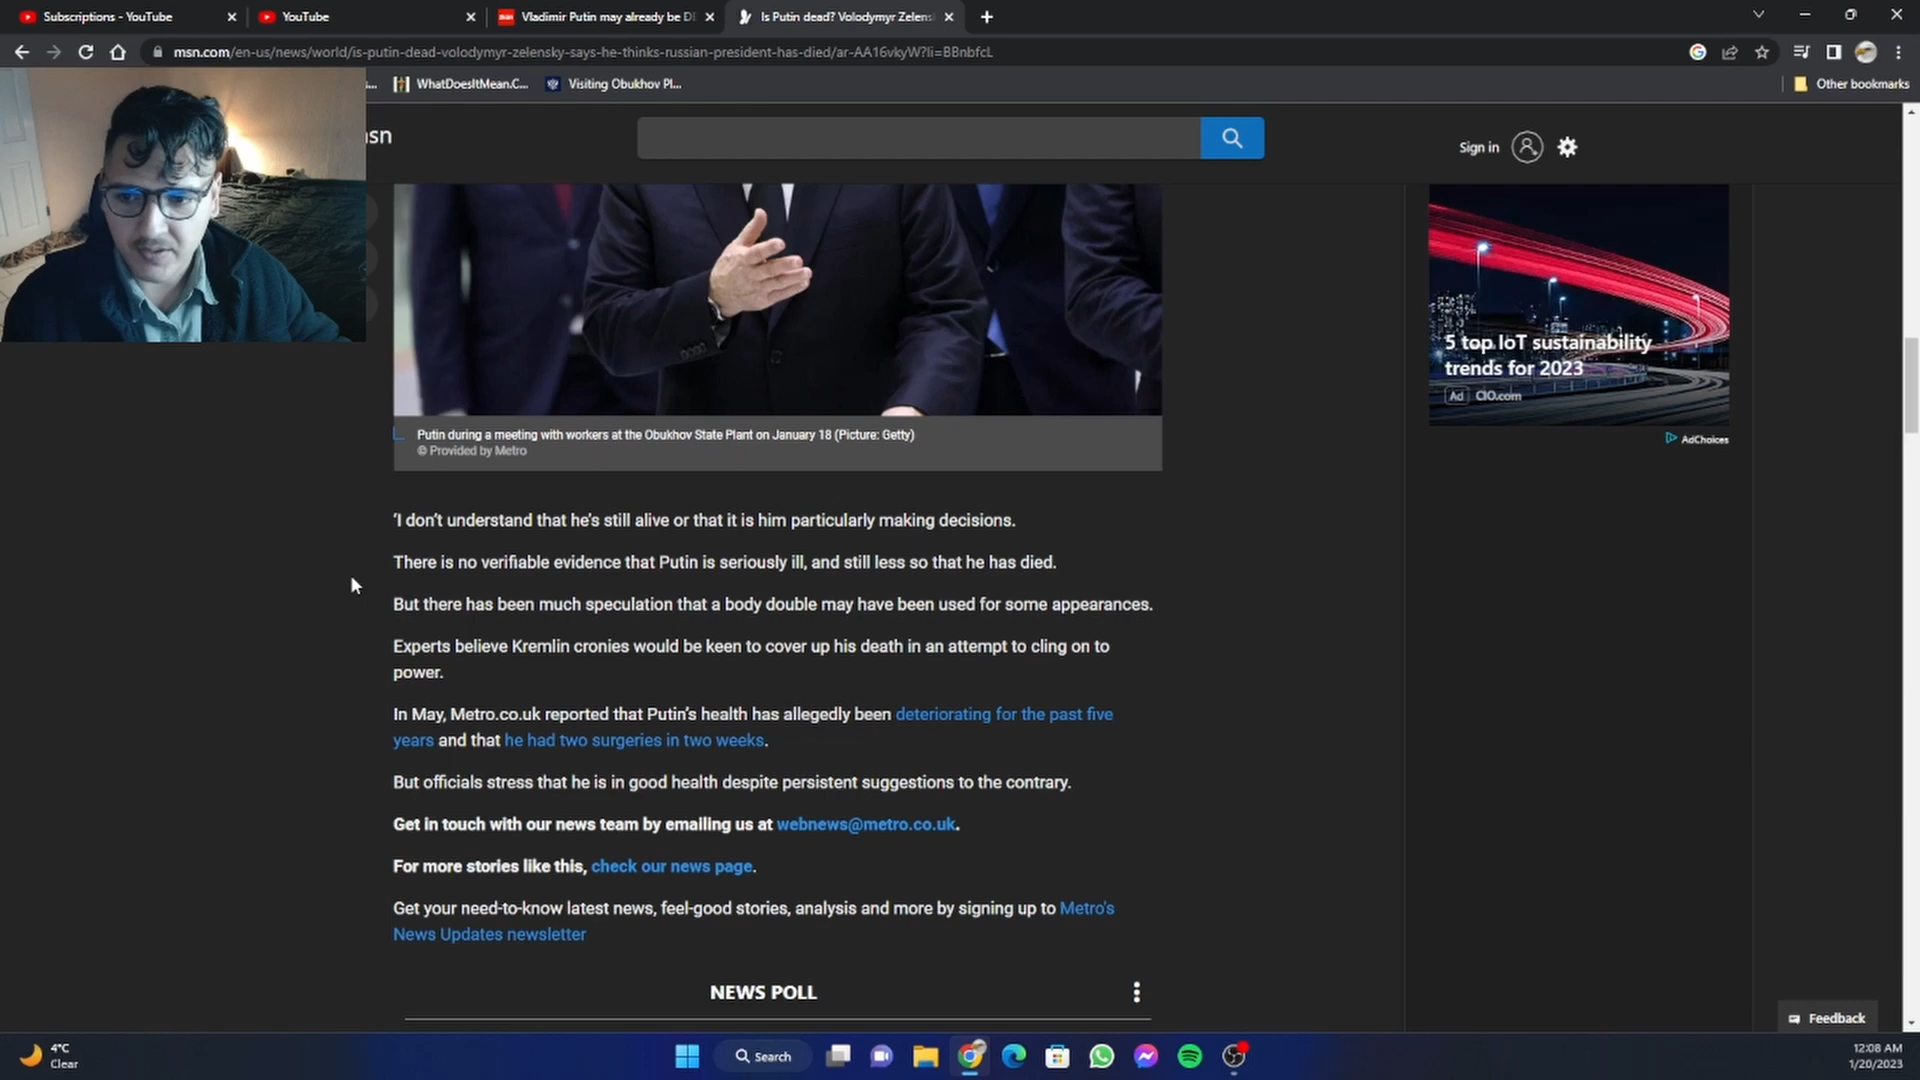 Subscriptions - YouTube
YouTube
Vladimir Putin may already be DE
Is Putin dead? Volodymyr Zelens
msn.com/en-us/news/world/is-putin-dead-volodymyr-zelensky-says-he-thinks-russian-president-has-died/ar-AA16vkyW?li=BBnbfcL
WhatDoesItMean.C...
Visiting Obukhov Pl...
Other bookmarks
msn
Sign in
5 top IoT sustainability
trends for 2023
Ad CIO.com
AdChoices
Putin during a meeting with workers at the Obukhov State Plant on January 18 (Picture: Getty)
© Provided by Metro
'I don't understand that he's still alive or that it is him particularly making decisions.
There is no verifiable evidence that Putin is seriously ill, and still less so that he has died.
But there has been much speculation that a body double may have been used for some appearances.
Experts believe Kremlin cronies would be keen to cover up his death in an attempt to cling on to
power.
In May, Metro.co.uk reported that Putin's health has allegedly been deteriorating for the past five
years and that he had two surgeries in two weeks.
But officials stress that he is in good health despite persistent suggestions to the contrary.
Get in touch with our news team by emailing us at webnews@metro.co.uk.
For more stories like this, check our news page.
Get your need-to-know latest news, feel-good stories, analysis and more by signing up to Metro's
News Updates newsletter
NEWS POLL
Feedback
4°C
Clear
Search
12:08 AM
1/20/2023